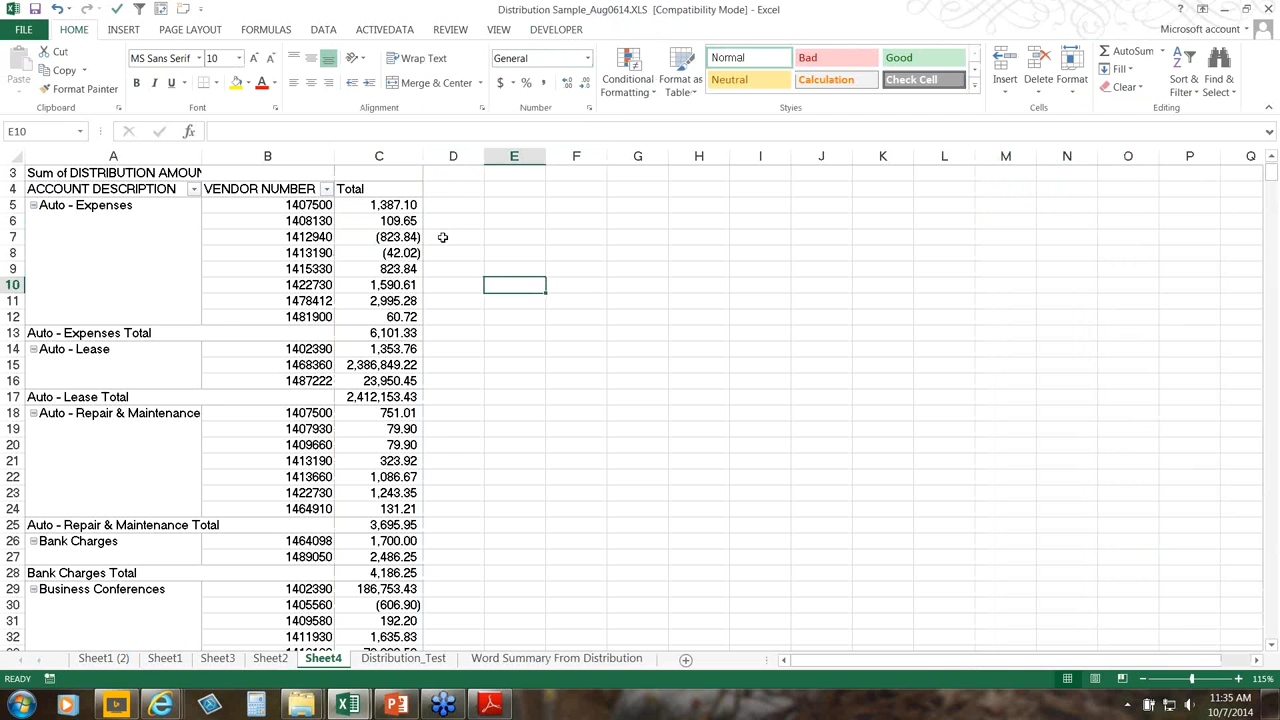 Distribution Sample_Aug0614.XLS [Compatibility Mode] - Excel
FILE HOME INSERT PAGE LAYOUT FORMULAS DATA ACTIVEDATA REVIEW VIEW DEVELOPER Microsoft account
Paste Cut Copy Format Painter Clipboard
MS Sans Serif 10 B I U A Font
Wrap Text Merge & Center Alignment
General $ % , Number
Conditional Formatting Format as Table Normal Bad Good Neutral Calculation Check Cell Styles
Insert Delete Format Cells
AutoSum Fill Clear Sort & Filter Find & Select Editing
E10 fx
A B C D E F G H I J K L M N O P Q
3 Sum of DISTRIBUTION AMOUN
4 ACCOUNT DESCRIPTION VENDOR NUMBER Total
5 Auto - Expenses 1407500 1,387.10
6 1408130 109.65
7 1412940 (823.84)
8 1413190 (42.02)
9 1415330 823.84
10 1422730 1,590.61
11 1478412 2,995.28
12 1481900 60.72
13 Auto - Expenses Total 6,101.33
14 Auto - Lease 1402390 1,353.76
15 1468360 2,386,849.22
16 1487222 23,950.45
17 Auto - Lease Total 2,412,153.43
18 Auto - Repair & Maintenance 1407500 751.01
19 1407930 79.90
20 1409660 79.90
21 1413190 323.92
22 1413660 1,086.67
23 1422730 1,243.35
24 1464910 131.21
25 Auto - Repair & Maintenance Total 3,695.95
26 Bank Charges 1464098 1,700.00
27 1489050 2,486.25
28 Bank Charges Total 4,186.25
29 Business Conferences 1402390 186,753.43
30 1405560 (606.90)
31 1409580 192.20
32 1411930 1,635.83
Sheet1 (2) Sheet1 Sheet3 Sheet2 Sheet4 Distribution_Test Word Summary From Distribution
READY 115%
11:35 AM
10/7/2014